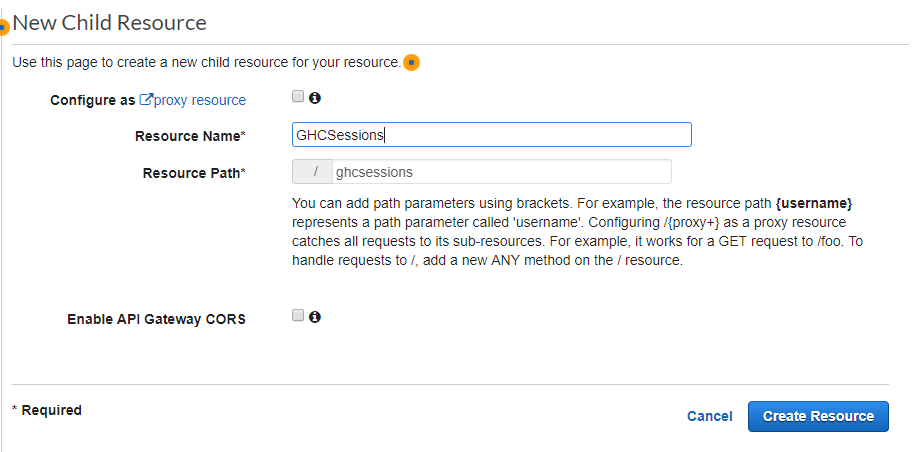 New Child Resource
Use this page to create a new child resource for your resource.
Configure as proxy resource
Resource Name*
GHCSessions
Resource Path*
/ ghcsessions
You can add path parameters using brackets. For example, the resource path {username}
represents a path parameter called 'username'. Configuring /{proxy+} as a proxy resource
catches all requests to its sub-resources. For example, it works for a GET request to /foo. To
handle requests to /, add a new ANY method on the / resource.
Enable API Gateway CORS
* Required
Cancel
Create Resource